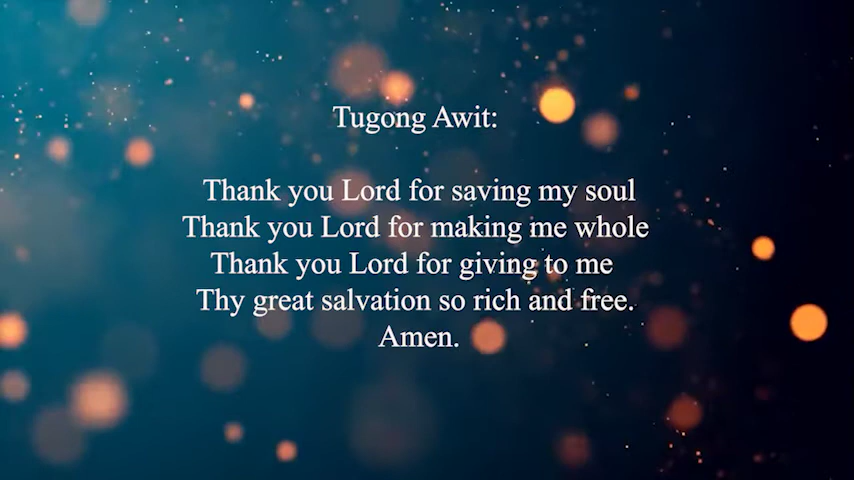 Tugong Awit:
Thank you Lord for saving my soul
Thank you Lord for making me whole
Thank you Lord for giving to me
Thy great salvation so rich and free.
Amen.